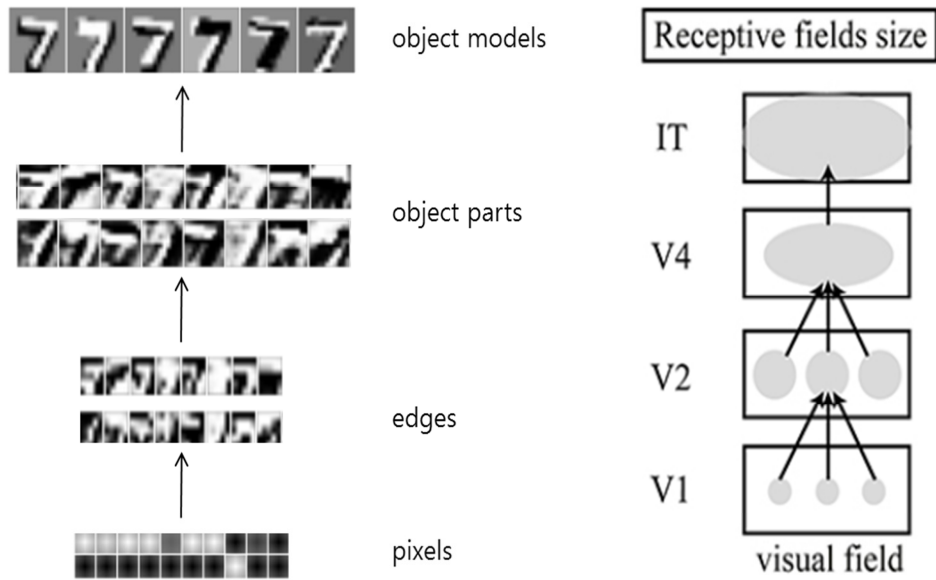 object models
object parts
edges
pixels
Receptive fields size
IT
V4
V2
V1
visual field